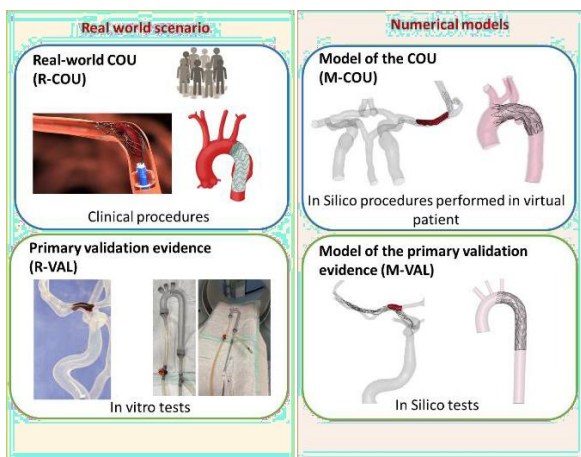 Real world scenario
Real-world COU
(R-COU)
Clinical procedures
Primary validation evidence
(R-VAL)
In vitro tests
Numerical models
Model of the COU
(M-COU)
In Silico procedures performed in virtual
patient
Model of the primary validation
evidence (M-VAL)
In Silico tests